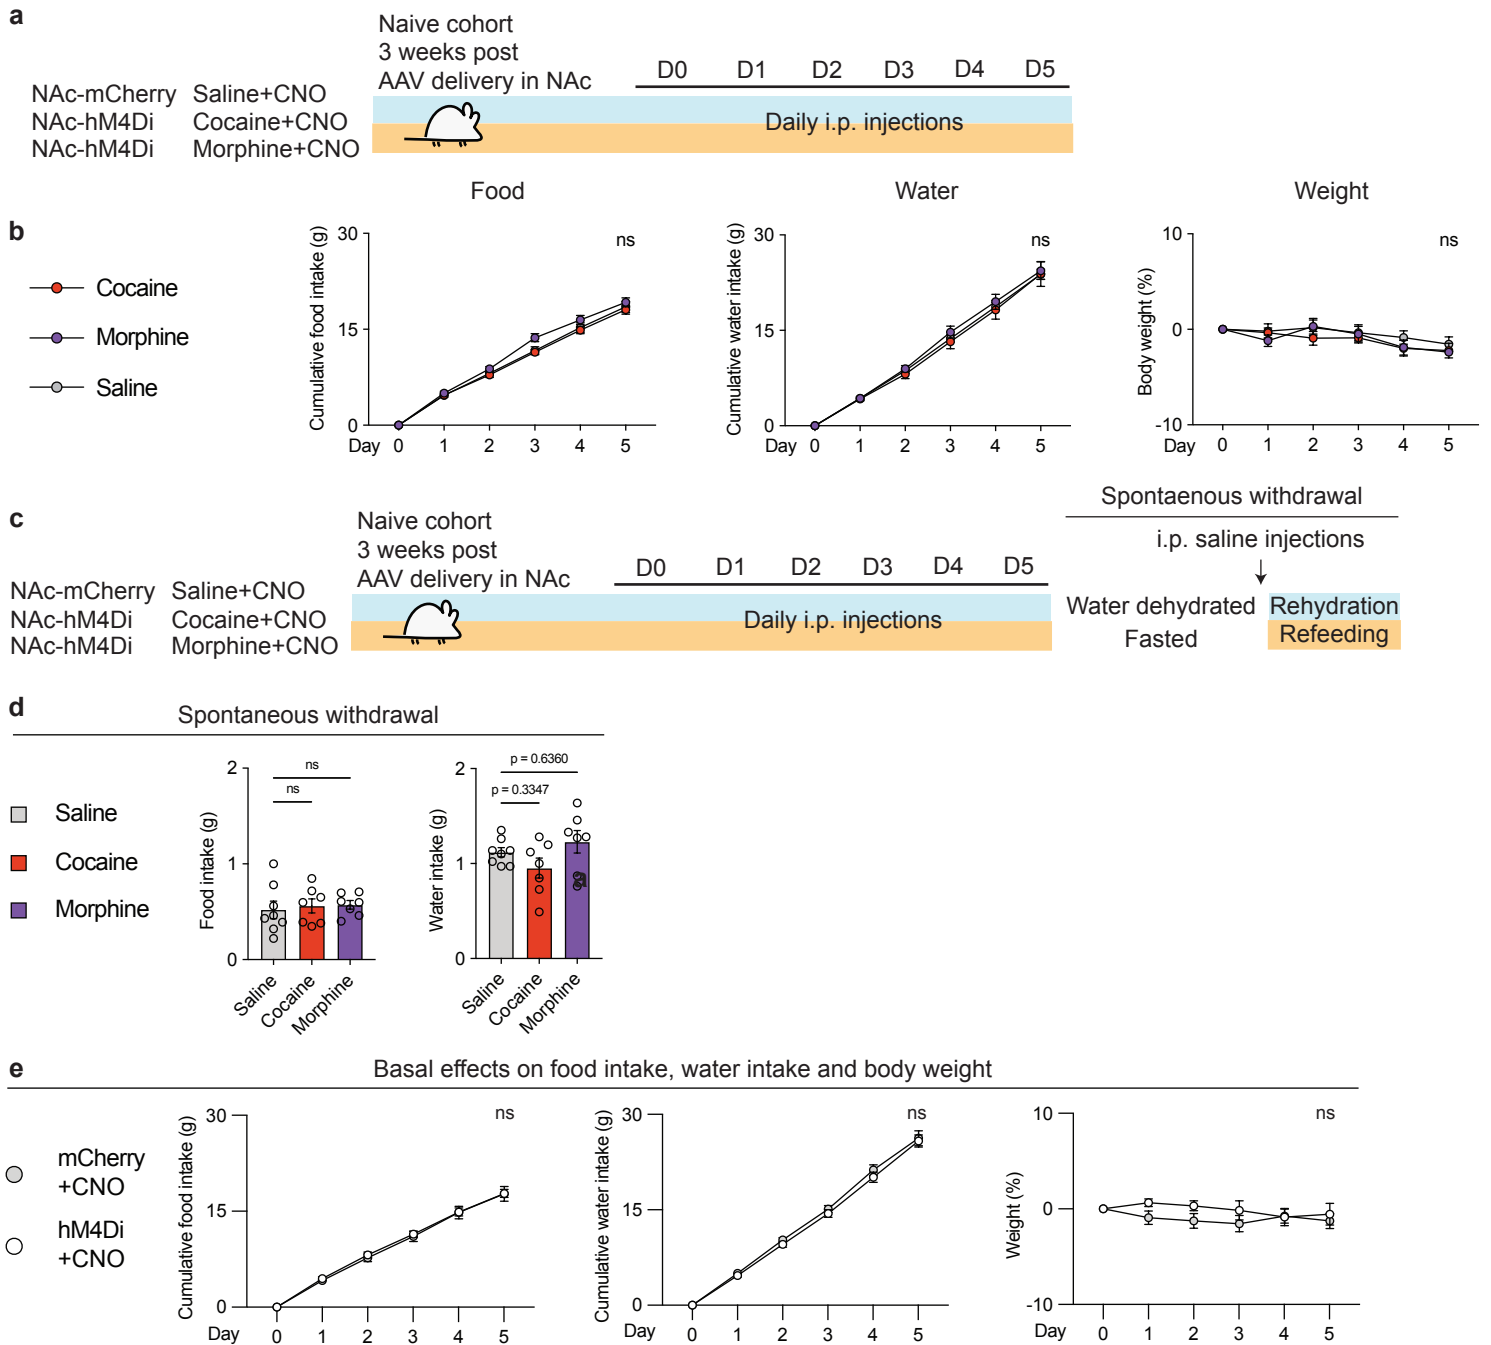 a
Naive cohort
3 weeks post
AAV delivery in NAc
D0 D1 D2 D3 D4 D5
NAc-mCherry Saline+CNO
NAc-hM4Di Cocaine+CNO
NAc-hM4Di Morphine+CNO
Daily i.p. injections
b
Cocaine
Morphine
Saline
Food
Cumulative food intake (g)
30
15
0
ns
Day 0 1 2 3 4 5
Water
Cumulative water intake (g)
30
15
0
ns
Day 0 1 2 3 4 5
Weight
Body weight (%)
10
0
-10
ns
Day 0 1 2 3 4 5
c
Naive cohort
3 weeks post
AAV delivery in NAc
D0 D1 D2 D3 D4 D5
NAc-mCherry Saline+CNO
NAc-hM4Di Cocaine+CNO
NAc-hM4Di Morphine+CNO
Daily i.p. injections
Spontaenous withdrawal
i.p. saline injections
Water dehydrated Rehydration
Fasted Refeeding
d
Spontaneous withdrawal
Saline
Cocaine
Morphine
Food intake (g)
2
1
0
ns
ns
Saline
Cocaine
Morphine
Water intake (g)
2
1
0
p = 0.6360
p = 0.3347
Saline
Cocaine
Morphine
e
Basal effects on food intake, water intake and body weight
mCherry
+CNO
hM4Di
+CNO
Cumulative food intake (g)
30
15
0
ns
Day 0 1 2 3 4 5
Cumulative water intake (g)
30
15
0
ns
Day 0 1 2 3 4 5
Weight (%)
10
0
-10
ns
Day 0 1 2 3 4 5